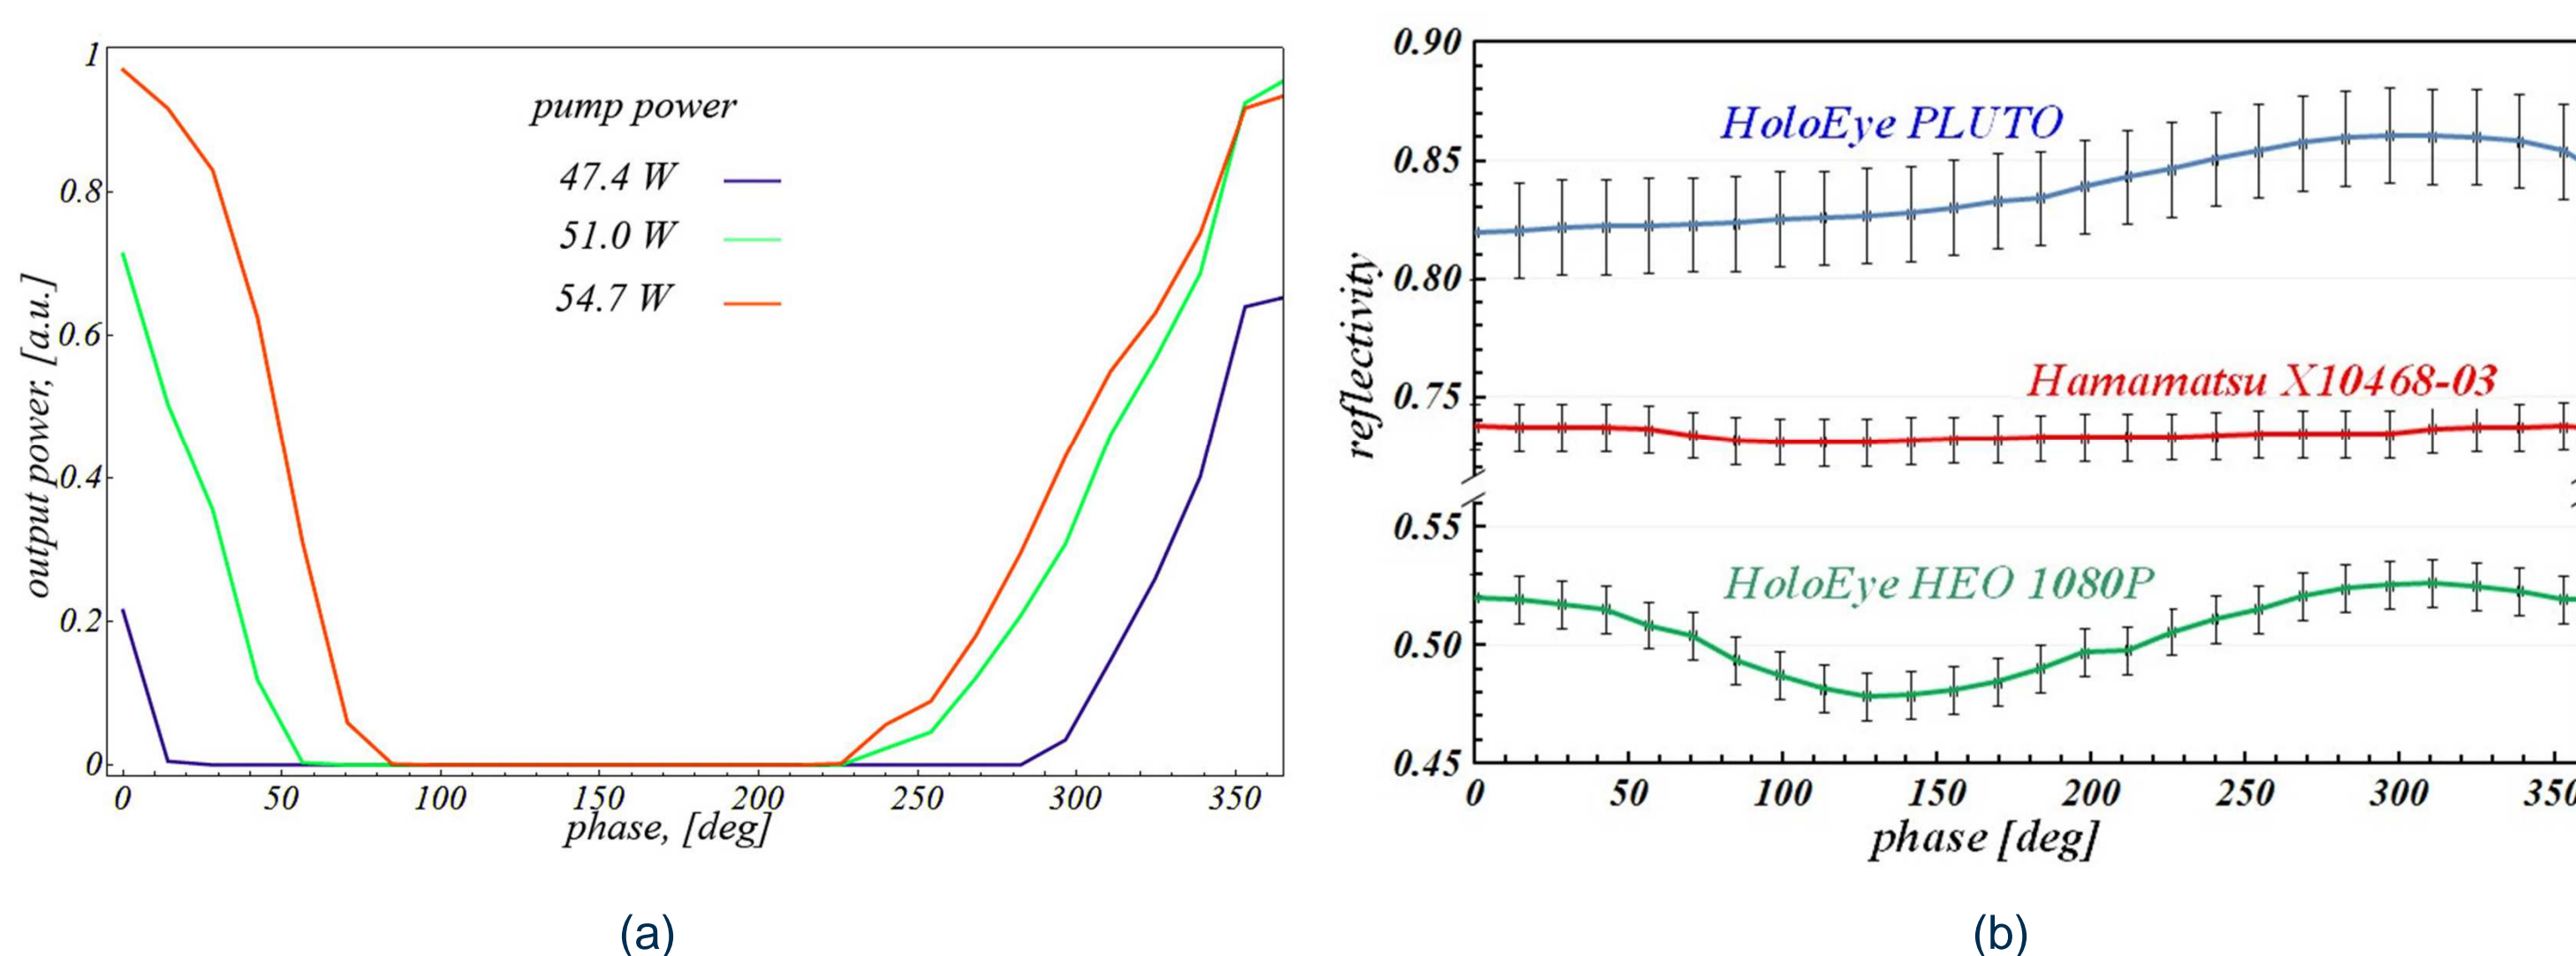 output power, [a.u.]
1
0.8
0.6
0.4
0.2
0
pump power
47.4 W
51.0 W
54.7 W
0 50 100 150 200 250 300 350
phase, [deg]
(a)
reflectivity
0.90
0.85
0.80
0.75
0.55
0.50
0.45
HoloEye PLUTO
Hamamatsu X10468-03
HoloEye HEO 1080P
0 50 100 150 200 250 300 350
phase [deg]
(b)